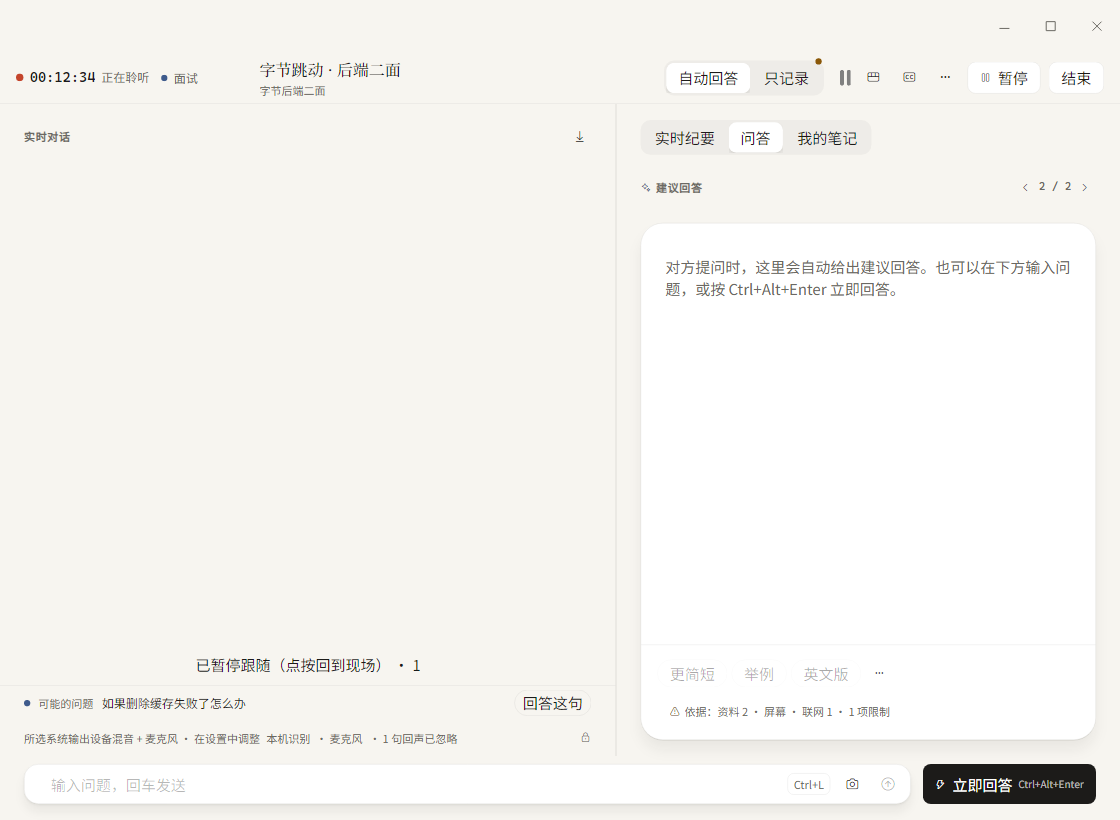 00:12:34 正在聆听 面试
字节跳动 · 后端二面
字节后端二面
自动回答 只记录
CC
···
暂停
结束
实时对话
实时纪要 问答 我的笔记
建议回答
2 / 2
对方提问时，这里会自动给出建议回答。也可以在下方输入问
题，或按 Ctrl+Alt+Enter 立即回答。
已暂停跟随（点按回到现场） · 1
可能的问题 如果删除缓存失败了怎么办
回答这句
所选系统输出设备混音 + 麦克风 · 在设置中调整 本机识别 · 麦克风 · 1 句回声已忽略
更简短 举例 英文版 ···
依据：资料 2 · 屏幕 · 联网 1 · 1 项限制
输入问题，回车发送
Ctrl+L
立即回答 Ctrl+Alt+Enter